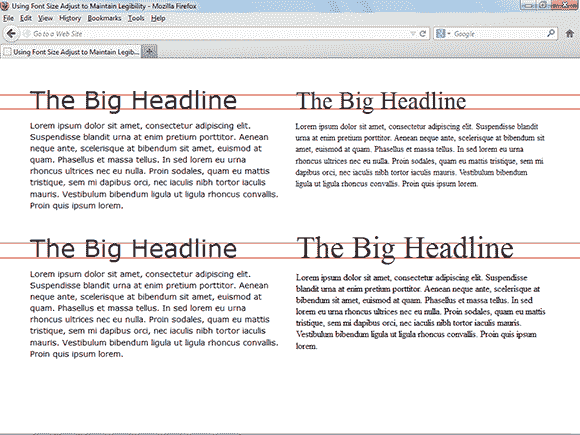 Using Font Size Adjust to Maintain Legibility - Mozilla Firefox
File Edit View History Bookmarks Tools Help
Go to a Web Site
Google
Using Font Size Adjust to Maintain Legib...
The Big Headline
Lorem ipsum dolor sit amet, consectetur adipiscing elit.
Suspendisse blandit urna at enim pretium porttitor. Aenean
neque ante, scelerisque at bibendum sit amet, euismod at
quam. Phasellus et massa tellus. In sed lorem eu urna
rhoncus ultrices nec eu nulla. Proin sodales, quam eu mattis
tristique, sem mi dapibus orci, nec iaculis nibh tortor iaculis
mauris. Vestibulum bibendum ligula ut ligula rhoncus convallis.
Proin quis ipsum lorem.
The Big Headline
Lorem ipsum dolor sit amet, consectetur adipiscing elit. Suspendisse
blandit urna at enim pretium porttitor. Aenean neque ante, scelerisque at
bibendum sit amet, euismod at quam. Phasellus et massa tellus. In sed lorem eu urna
rhoncus ultrices nec eu nulla. Proin sodales, quam eu mattis tristique, sem mi
dapibus orci, nec iaculis nibh tortor iaculis mauris. Vestibulum bibendum
ligula ut ligula rhoncus convallis. Proin quis ipsum lorem.
The Big Headline
Lorem ipsum dolor sit amet, consectetur adipiscing elit.
Suspendisse blandit urna at enim pretium porttitor. Aenean
neque ante, scelerisque at bibendum sit amet, euismod at
quam. Phasellus et massa tellus. In sed lorem eu urna
rhoncus ultrices nec eu nulla. Proin sodales, quam eu mattis
tristique, sem mi dapibus orci, nec iaculis nibh tortor iaculis
mauris. Vestibulum bibendum ligula ut ligula rhoncus convallis.
Proin quis ipsum lorem.
The Big Headline
Lorem ipsum dolor sit amet, consectetur adipiscing elit. Suspendisse
blandit urna at enim pretium porttitor. Aenean neque ante, scelerisque
at bibendum sit amet, euismod at quam. Phasellus et massa tellus. In
sed lorem eu urna rhoncus ultrices nec eu nulla. Proin sodales, quam eu mattis
tristique, sem mi dapibus orci, nec iaculis nibh tortor iaculis mauris.
Vestibulum bibendum ligula ut ligula rhoncus convallis. Proin quis ipsum
lorem.